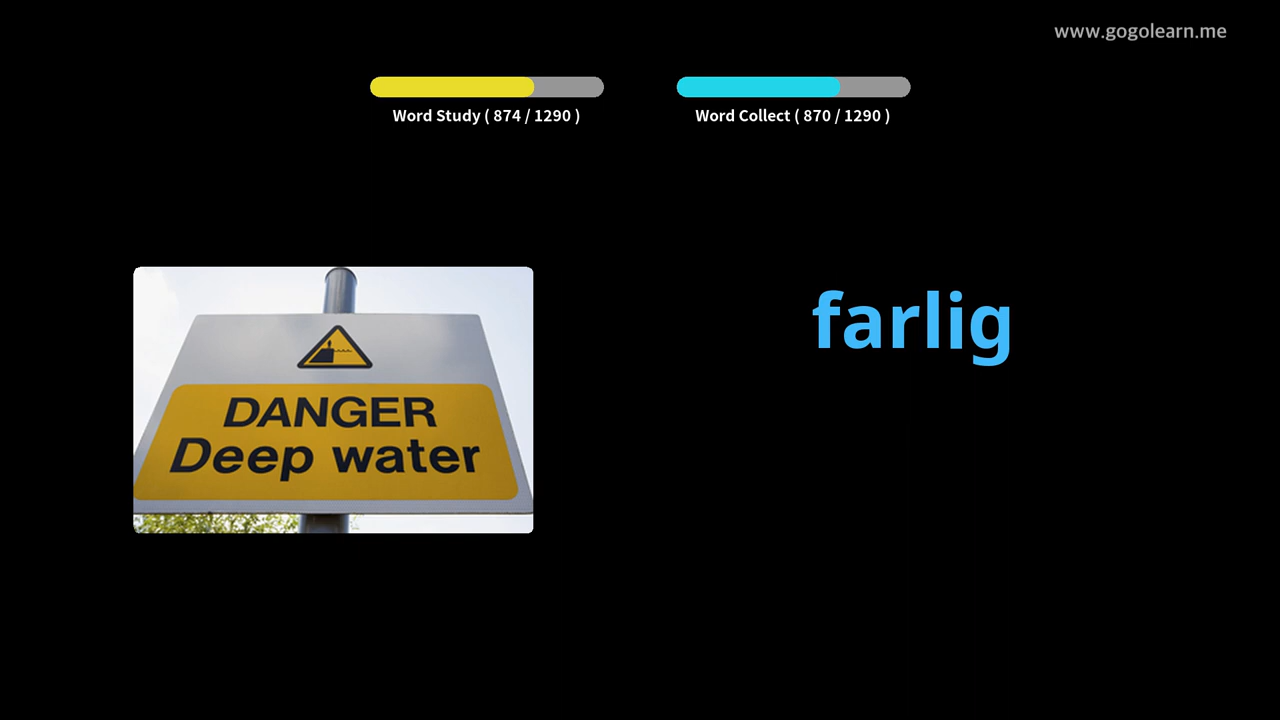 www.gogolearn.me
Word Study ( 874 / 1290 )
Word Collect ( 870 / 1290 )
farlig
DANGER
Deep water